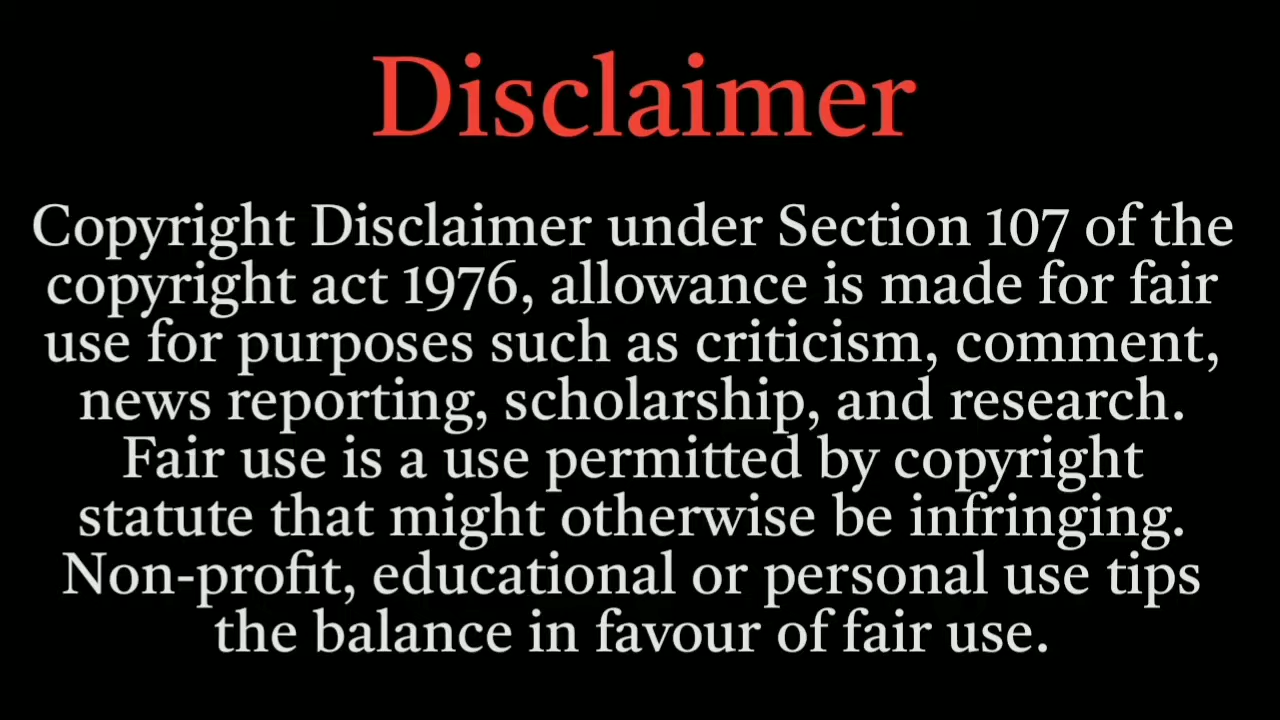 Disclaimer
Copyright Disclaimer under Section 107 of the
copyright act 1976, allowance is made for fair
use for purposes such as criticism, comment,
news reporting, scholarship, and research.
Fair use is a use permitted by copyright
statute that might otherwise be infringing.
Non-profit, educational or personal use tips
the balance in favour of fair use.